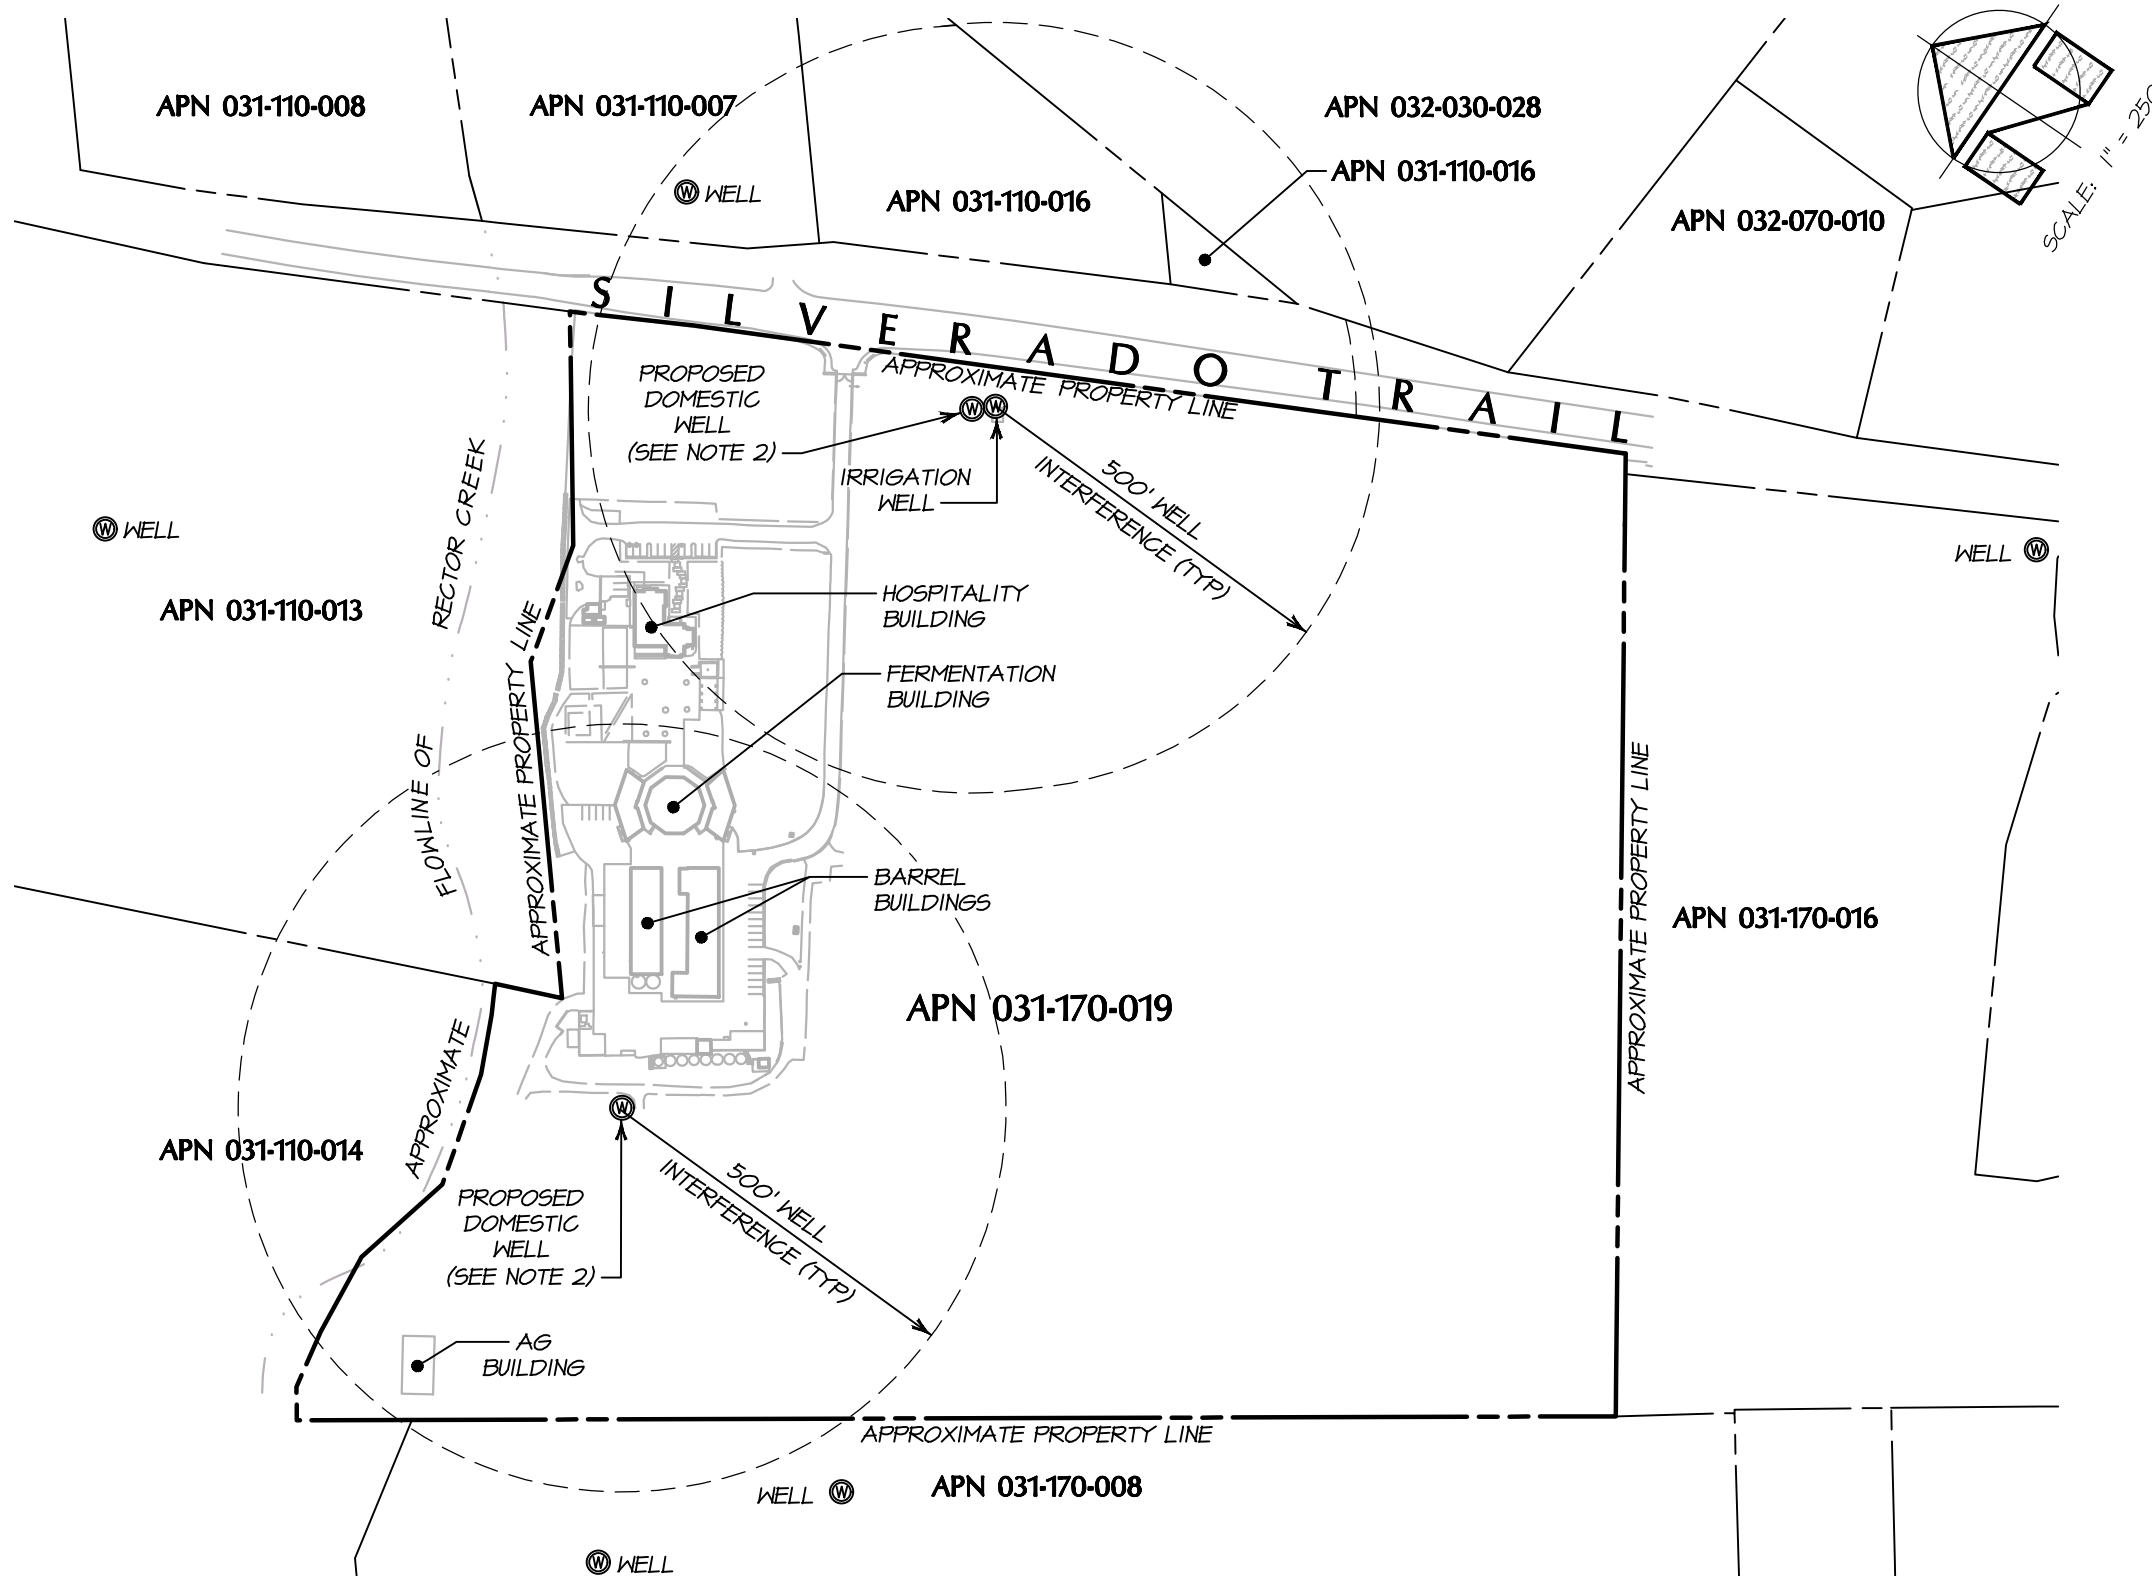 APN 031-110-008
APN 031-110-007
APN 032-030-028
APN 031-110-016
WELL
APN 031-110-016
APN 032-070-010
SCALE: 1" = 250
SILVERADO TRAIL
APPROXIMATE PROPERTY LINE
PROPOSED
DOMESTIC
WELL
(SEE NOTE 2)
W
W
W
IRRIGATION
WELL
500' WELL
INTERFERENCE (TYP)
RECTOR CREEK
W WELL
WELL W
APN 031-110-013
APPROXIMATE PROPERTY LINE
HOSPITALITY
BUILDING
FERMENTATION
BUILDING
FLOWLINE OF
APPROXIMATE PROPERTY LINE
BARREL
BUILDINGS
APN 031-170-016
APN 031-170-019
APPROXIMATE
APN 031-110-014
W
PROPOSED
DOMESTIC
WELL
(SEE NOTE 2)
500' WELL
INTERFERENCE (TYP)
AG
BUILDING
APPROXIMATE PROPERTY LINE
WELL W
APN 031-170-008
W WELL